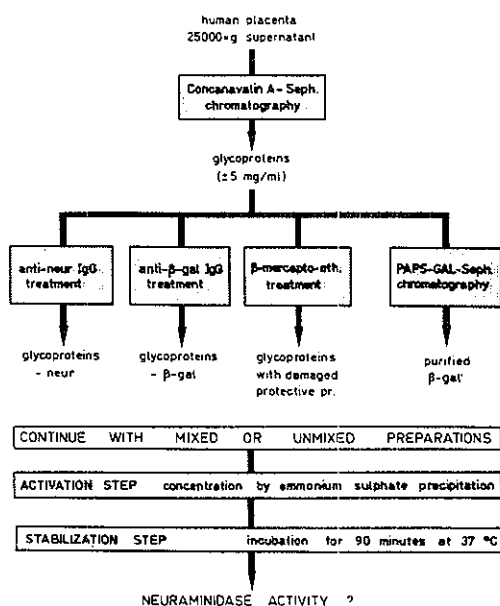 human placenta
25000×g supernatant
Concanavalin A - Seph.
chromatography
glycoproteins
(±5 mg/ml)
anti-neur IgG
treatment
anti-β-gal IgG
treatment
β-mercapto-eth.
treatment
PAPS-GAL-Seph.
chromatography
glycoproteins
- neur
glycoproteins
- β-gal
glycoproteins
with damaged
protective pr.
purified
β-gal
CONTINUE WITH MIXED OR UNMIXED PREPARATIONS
ACTIVATION STEP concentration by ammonium sulphate precipitation
STABILIZATION STEP incubation for 90 minutes at 37 °C
NEURAMINIDASE ACTIVITY ?